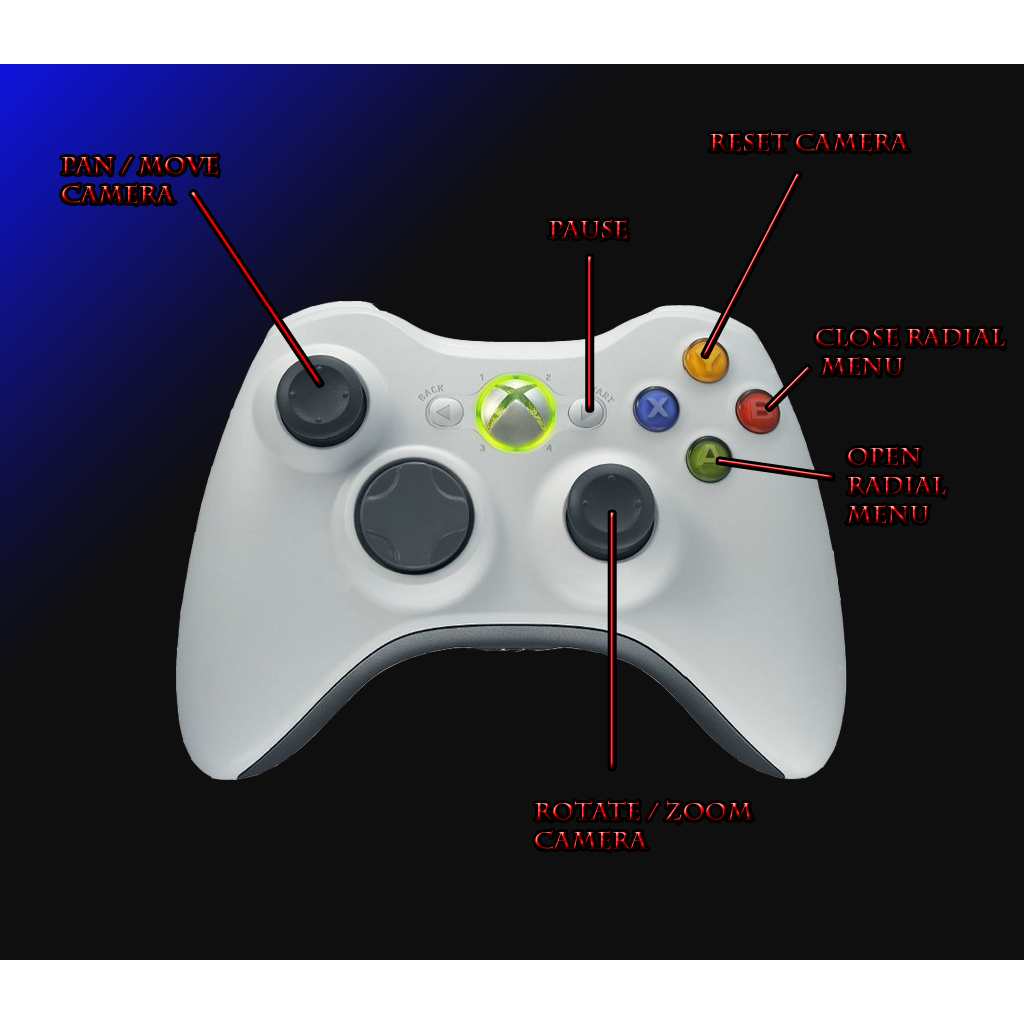 RESET CAMERA
PAN / MOVE
CAMERA
PAUSE
CLOSE RADIAL
MENU
1
2
BACK
Y
X
B
3
4
A
OPEN
RADIAL
MENU
ROTATE / ZOOM
CAMERA